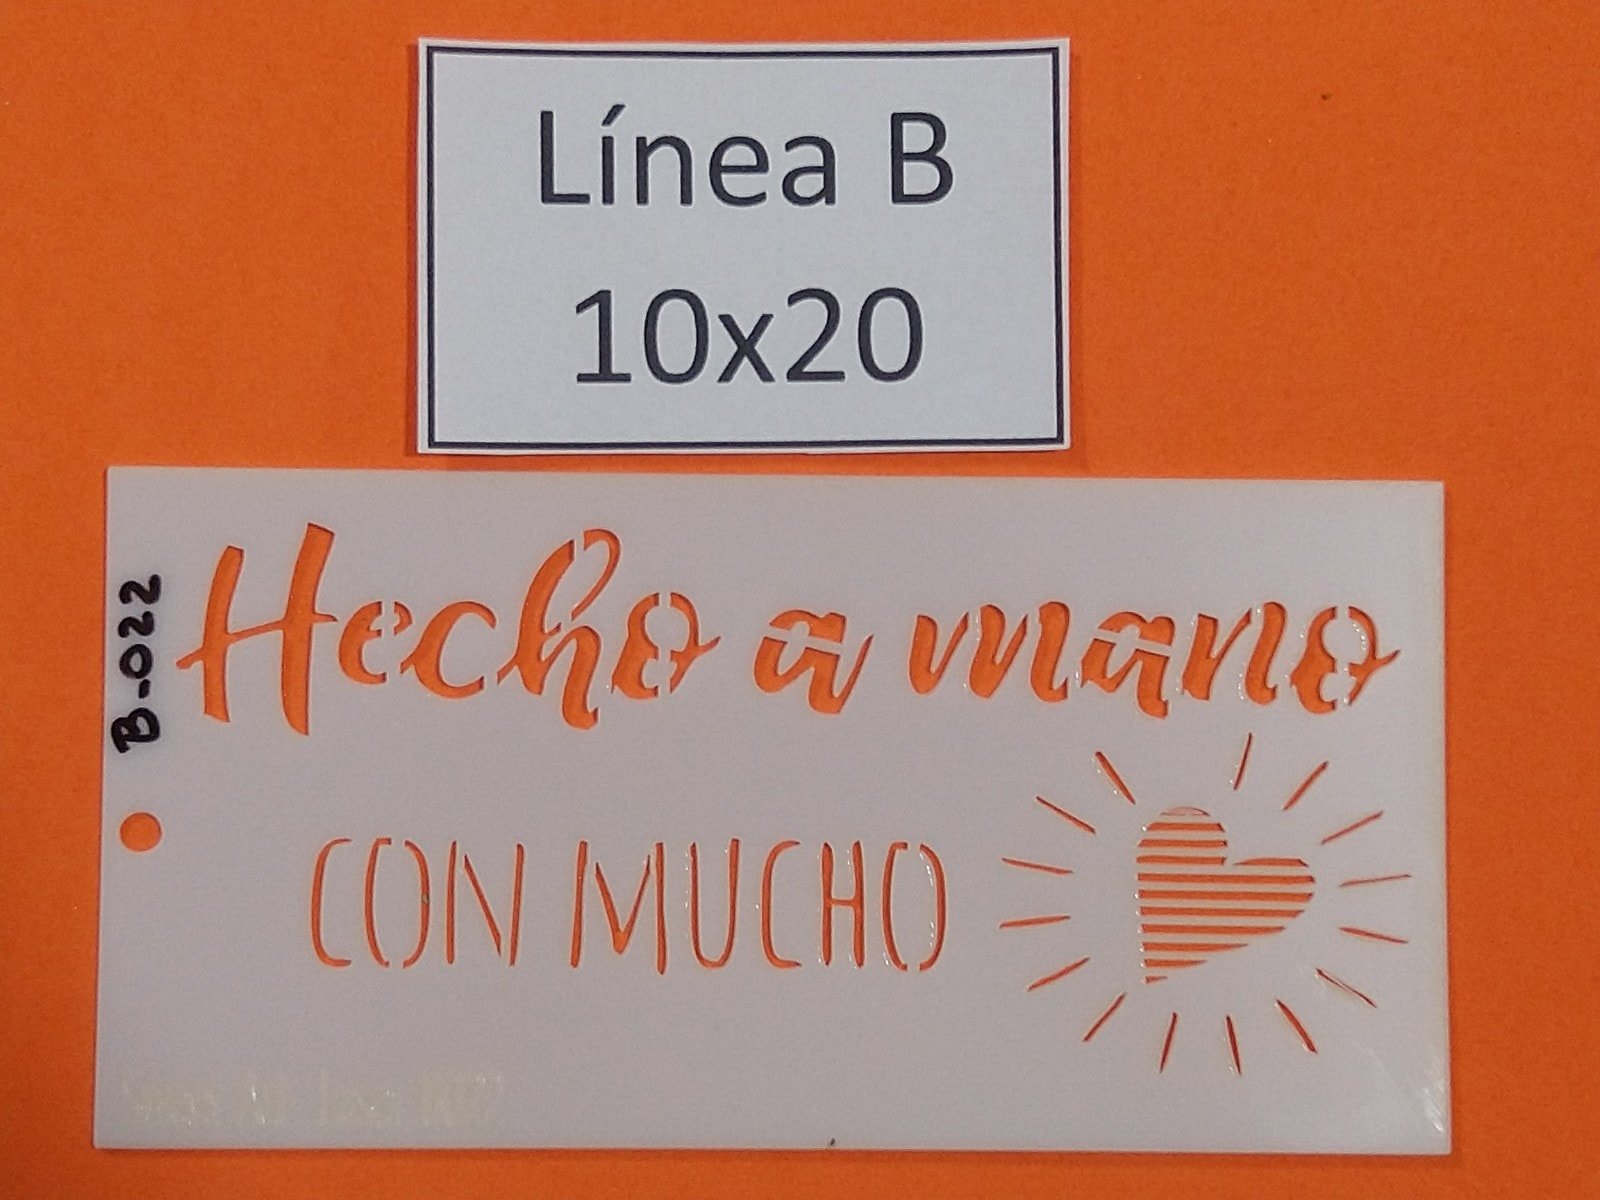 Línea B
10x20
B-022
Hecho a mano
CON MUCHO